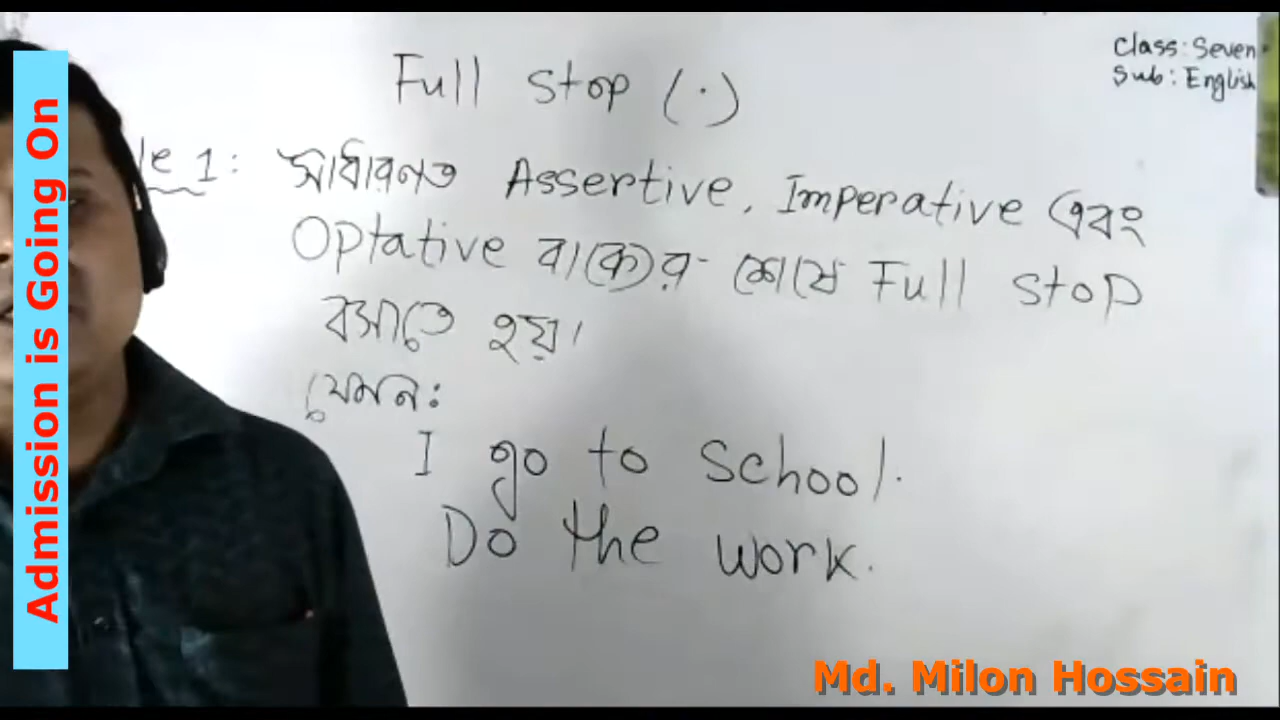 Class: Seven
Sub: English
Full Stop (.)
1: সাধারণত Assertive, Imperative এবং
Optative বাক্যের শেষে Full Stop
বসাতে হয়।
যেমন:
I go to School.
Do the work.
Admission is Going On
Md. Milon Hossain